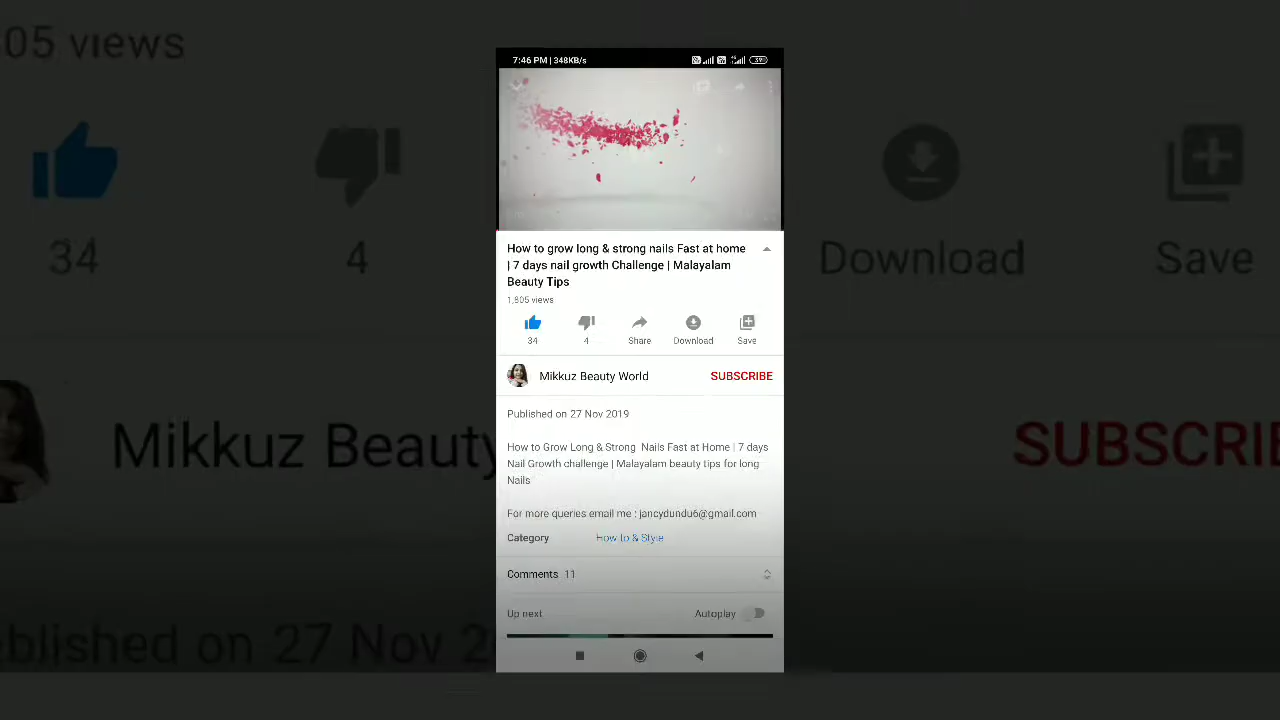 7:46 PM | 348KB/s
39
How to grow long & strong nails Fast at home
| 7 days nail growth Challenge | Malayalam
Beauty Tips
1,805 views
34
4
Share
Download
Save
Mikkuz Beauty World
SUBSCRIBE
Published on 27 Nov 2019
How to Grow Long & Strong Nails Fast at Home | 7 days
Nail Growth challenge | Malayalam beauty tips for long
Nails
For more queries email me : jancydundu6@gmail.com
Category How to & Style
Comments 11
Up next
Autoplay
05 views
34
4
Download
Save
Mikkuz Beauty
SUBSCRIBE
blished on 27 Nov 2